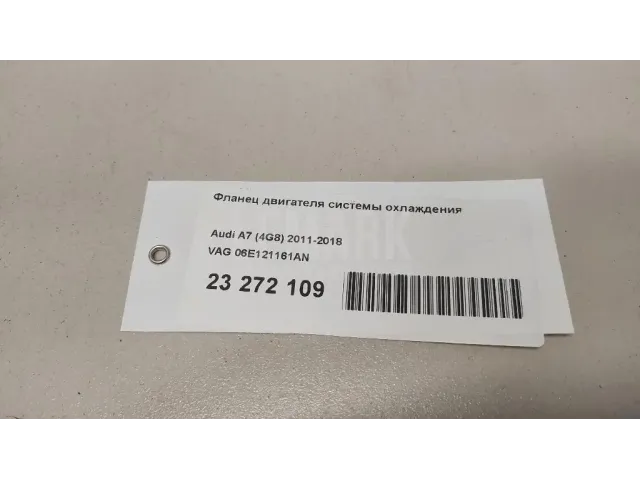 Фланец двигателя системы охлаждения
Audi A7 (4G8) 2011-2018
VAG 06E121161AN
23 272 109